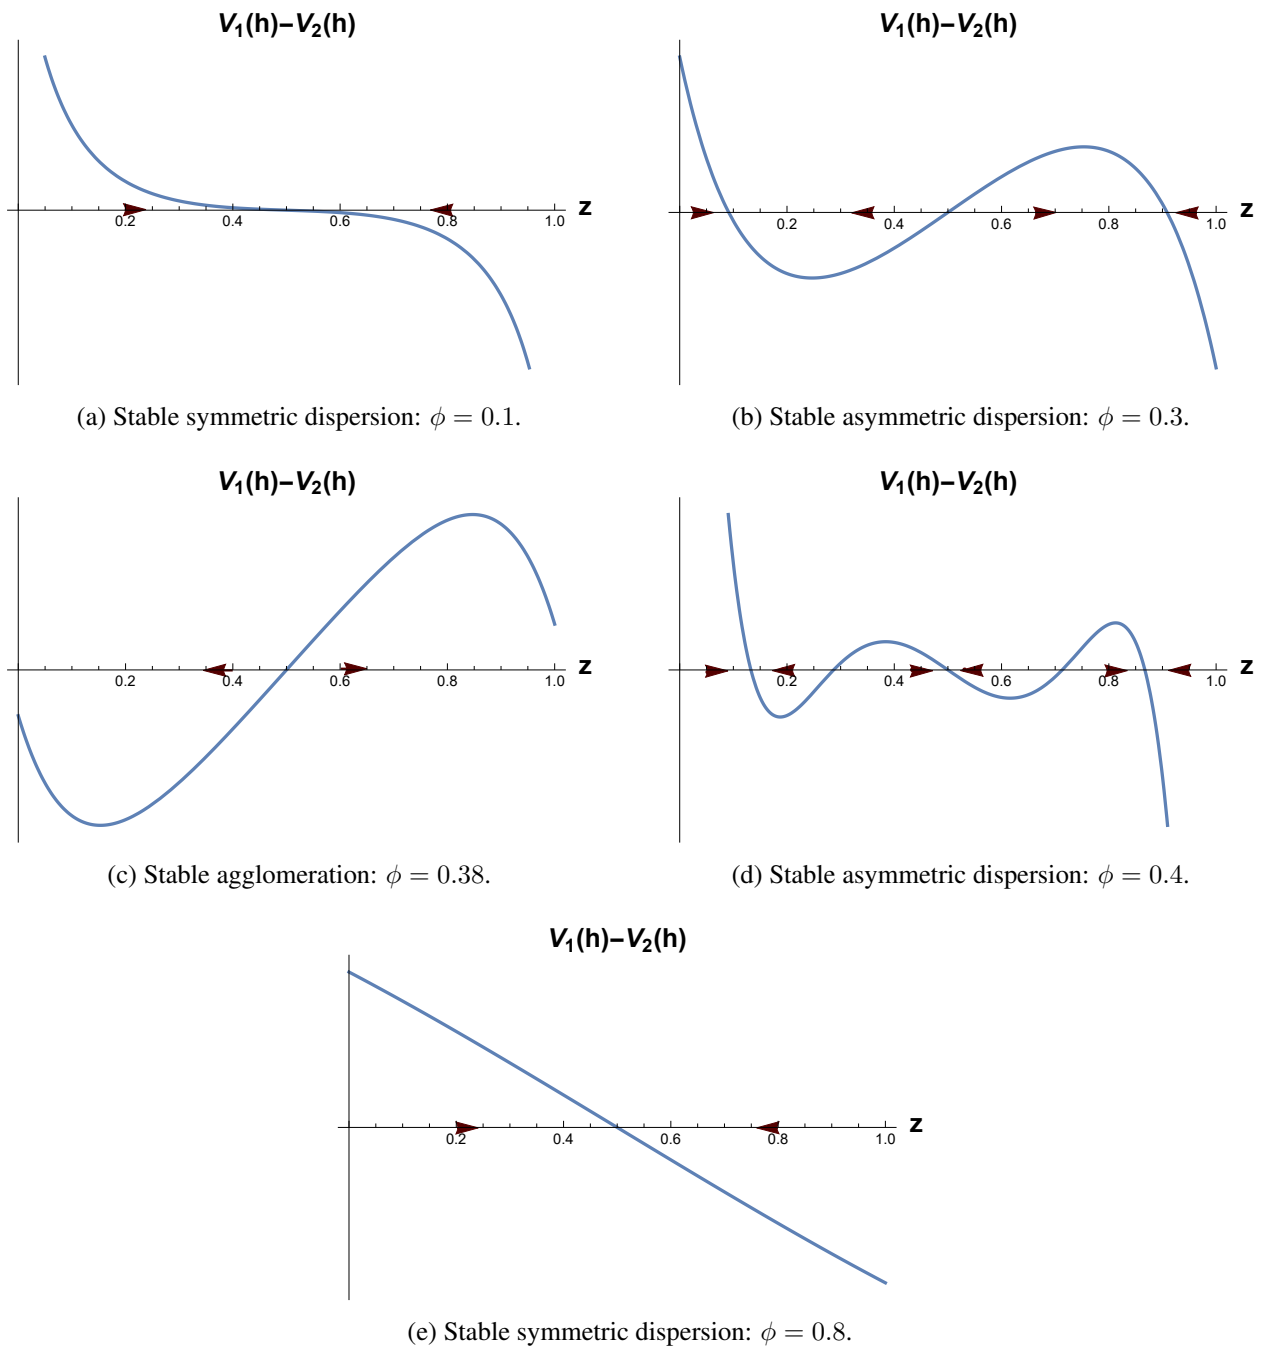 V₁(h)−V₂(h) V₁(h)−V₂(h)
0.2 0.4 0.6 0.8 1.0 z 0.2 0.4 0.6 0.8 1.0 z
(a) Stable symmetric dispersion: ϕ = 0.1. (b) Stable asymmetric dispersion: ϕ = 0.3.
V₁(h)−V₂(h) V₁(h)−V₂(h)
0.2 0.4 0.6 0.8 1.0 z 0.2 0.4 0.6 0.8 1.0 z
(c) Stable agglomeration: ϕ = 0.38. (d) Stable asymmetric dispersion: ϕ = 0.4.
V₁(h)−V₂(h)
0.2 0.4 0.6 0.8 1.0 z
(e) Stable symmetric dispersion: ϕ = 0.8.